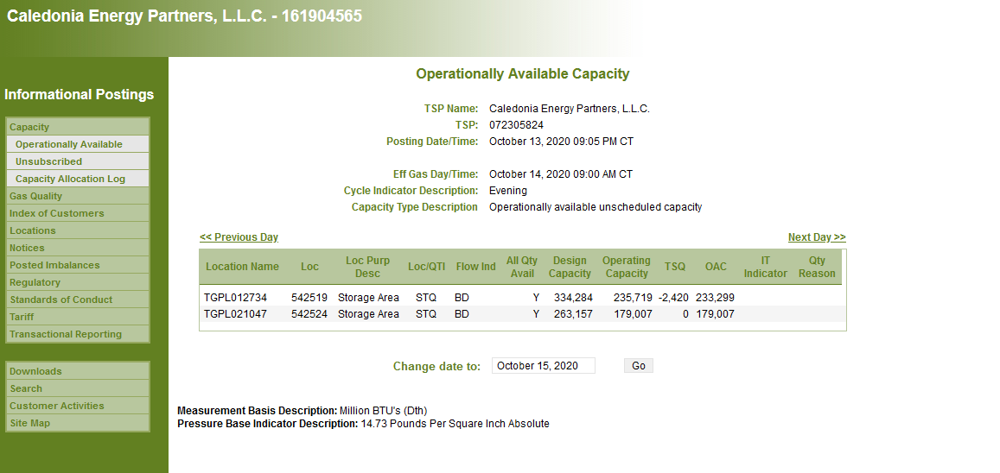 Caledonia Energy Partners, L.L.C. - 161904565
Informational Postings
Capacity
Operationally Available
Unsubscribed
Capacity Allocation Log
Gas Quality
Index of Customers
Locations
Notices
Posted Imbalances
Regulatory
Standards of Conduct
Tariff
Transactional Reporting
Downloads
Search
Customer Activities
Site Map
Operationally Available Capacity
TSP Name: Caledonia Energy Partners, L.L.C.
TSP: 072305824
Posting Date/Time: October 13, 2020 09:05 PM CT
Eff Gas Day/Time: October 14, 2020 09:00 AM CT
Cycle Indicator Description: Evening
Capacity Type Description Operationally available unscheduled capacity
<< Previous Day Next Day >>
Location Name Loc Loc Purp Desc Loc/QTI Flow Ind All Qty Avail Design Capacity Operating Capacity TSQ OAC IT Indicator Qty Reason
TGPL012734 542519 Storage Area STQ BD Y 334,284 235,719 -2,420 233,299
TGPL021047 542524 Storage Area STQ BD Y 263,157 179,007 0 179,007
Change date to: October 15, 2020 Go
Measurement Basis Description: Million BTU's (Dth)
Pressure Base Indicator Description: 14.73 Pounds Per Square Inch Absolute